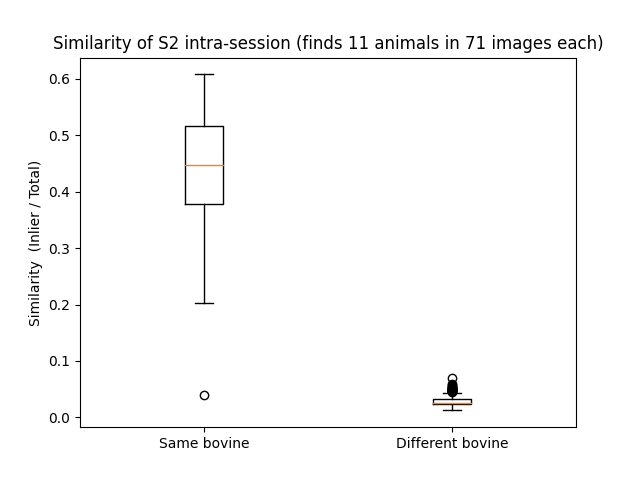 Similarity of S2 intra-session (finds 11 animals in 71 images each)
0.6
0.5
0.4
0.3
0.2
0.1
0.0
Similarity  (Inlier / Total)
Same bovine
Different bovine